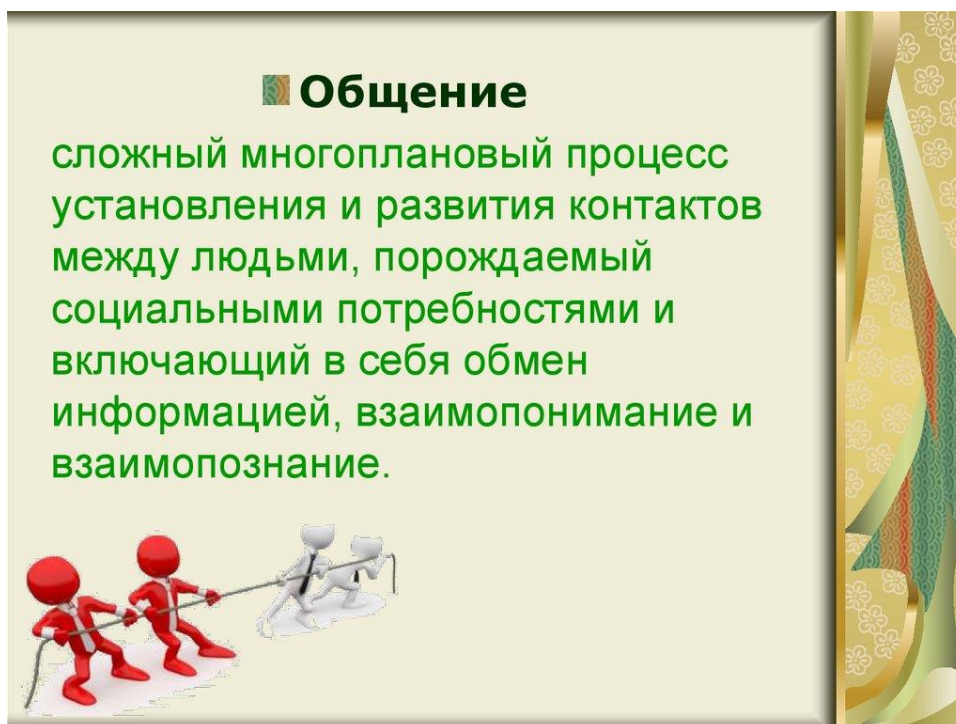 Общение
сложный многоплановый процесс
установления и развития контактов
между людьми, порождаемый
социальными потребностями и
включающий в себя обмен
информацией, взаимопонимание и
взаимопознание.